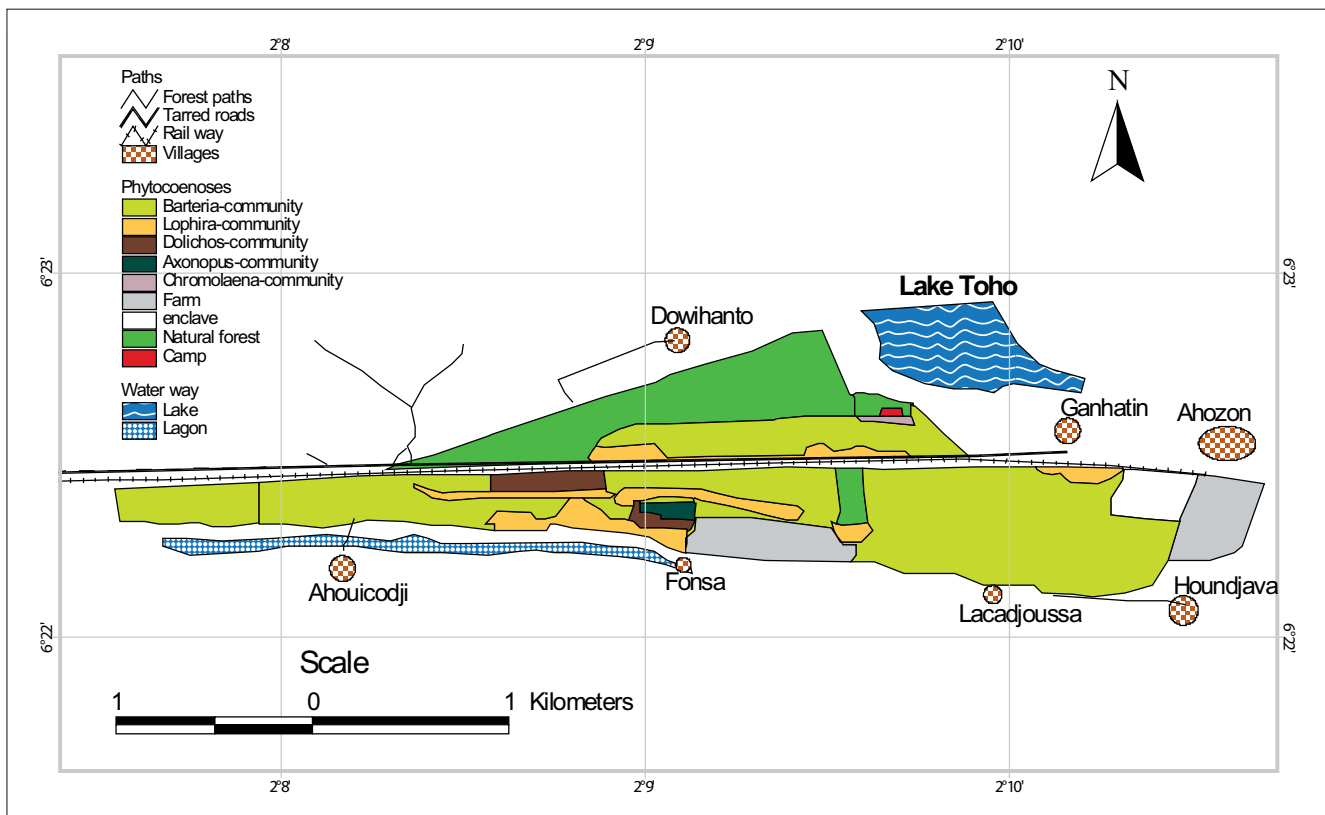 2°8' 2°9' 2°10'
Paths
Forest paths
Tarred roads
Rail way
Villages
Phytocoenoses
Barteria-community
Lophira-community
Dolichos-community
Axonopus-community
Chromolaena-community
Farm
enclave
Natural forest
Camp
Water way
Lake
Lagon
N
6°23' 6°23'
Lake Toho
Dowihanto
Ganhatin
Ahozon
Ahouicodji
Fonsa
Lacadjoussa
Houndjava
6°22' 6°22'
Scale
1 0 1 Kilometers
2°8' 2°9' 2°10'